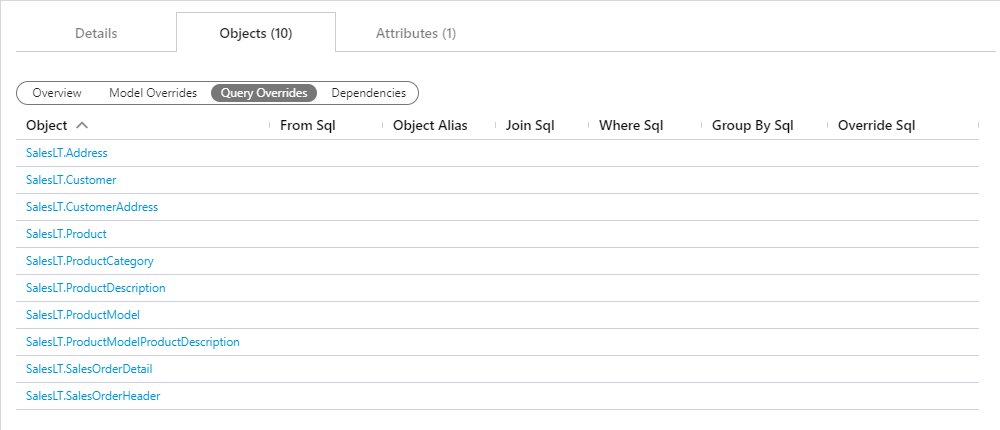 Details Objects (10) Attributes (1)
Overview Model Overrides Query Overrides Dependencies
Object From Sql Object Alias Join Sql Where Sql Group By Sql Override Sql
SalesLT.Address
SalesLT.Customer
SalesLT.CustomerAddress
SalesLT.Product
SalesLT.ProductCategory
SalesLT.ProductDescription
SalesLT.ProductModel
SalesLT.ProductModelProductDescription
SalesLT.SalesOrderDetail
SalesLT.SalesOrderHeader